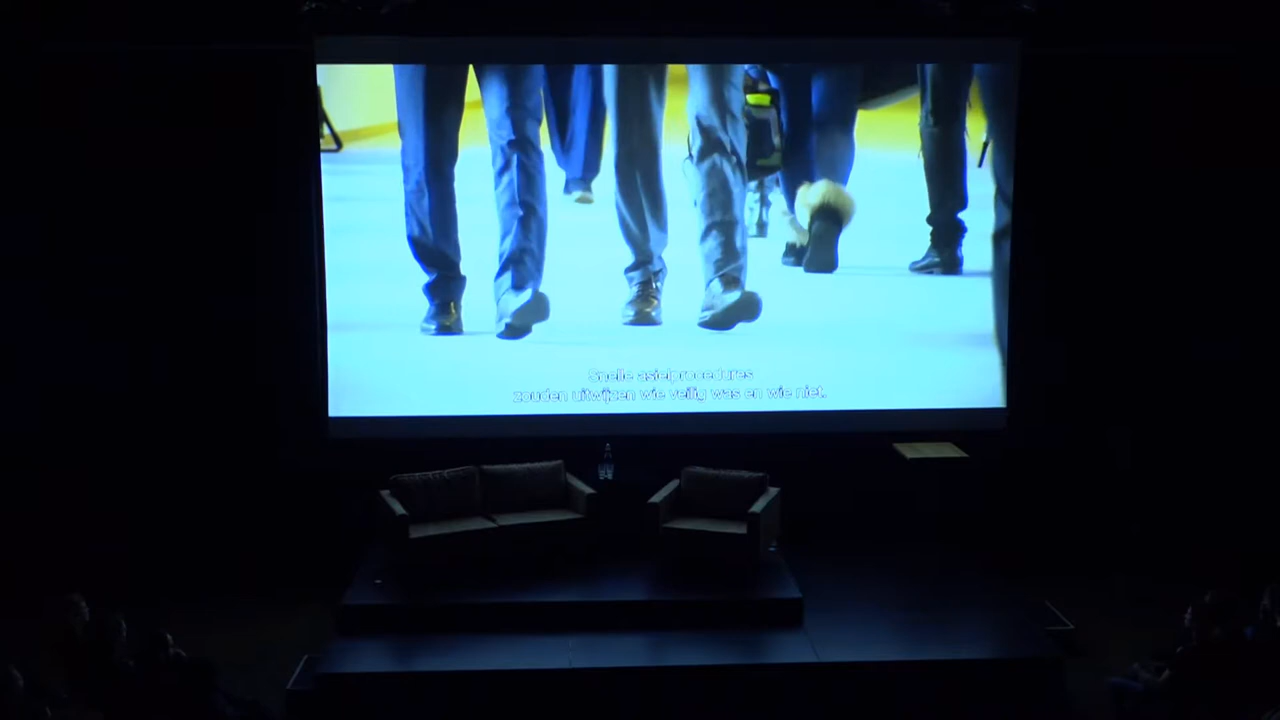 Snelle asielprocedures
zouden uitwijzen wie veilig was en wie niet.